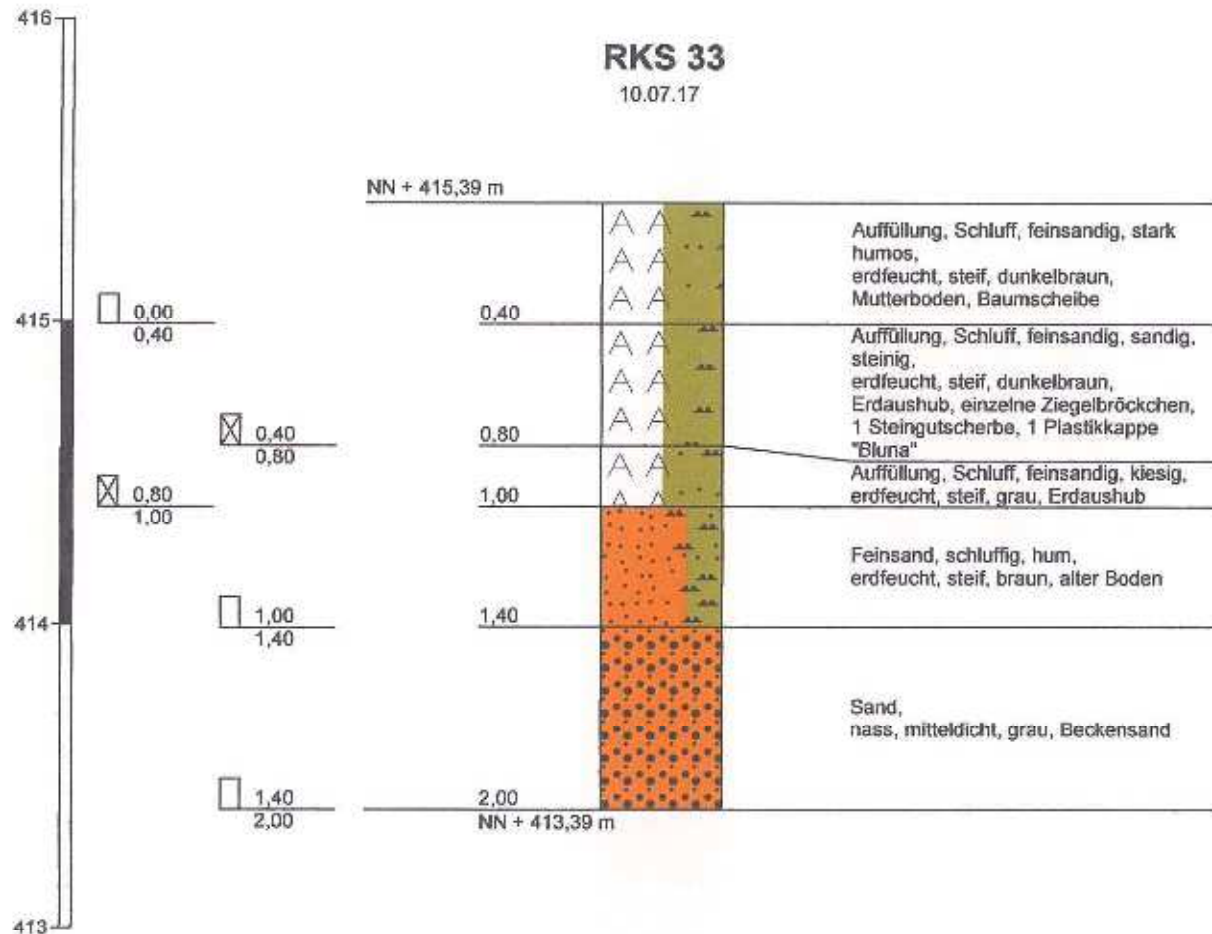 416
RKS 33
10.07.17
NN + 415,39 m
Auffüllung, Schluff, feinsandig, stark
humos,
erdfeucht, steif, dunkelbraun,
Mutterboden, Baumscheibe
415
0,00
0,40
0,40
Auffüllung, Schluff, feinsandig, sandig,
steinig,
erdfeucht, steif, dunkelbraun,
Erdaushub, einzelne Ziegelbröckchen,
1 Steingutscherbe, 1 Plastikkappe
"Bluna"
0,40
0,80
0,80
Auffüllung, Schluff, feinsandig, kiesig,
erdfeucht, steif, grau, Erdaushub
0,80
1,00
1,00
Feinsand, schluffig, hum,
erdfeucht, steif, braun, alter Boden
414
1,00
1,40
1,40
Sand,
nass, mitteldicht, grau, Beckensand
1,40
2,00
2,00
NN + 413,39 m
413